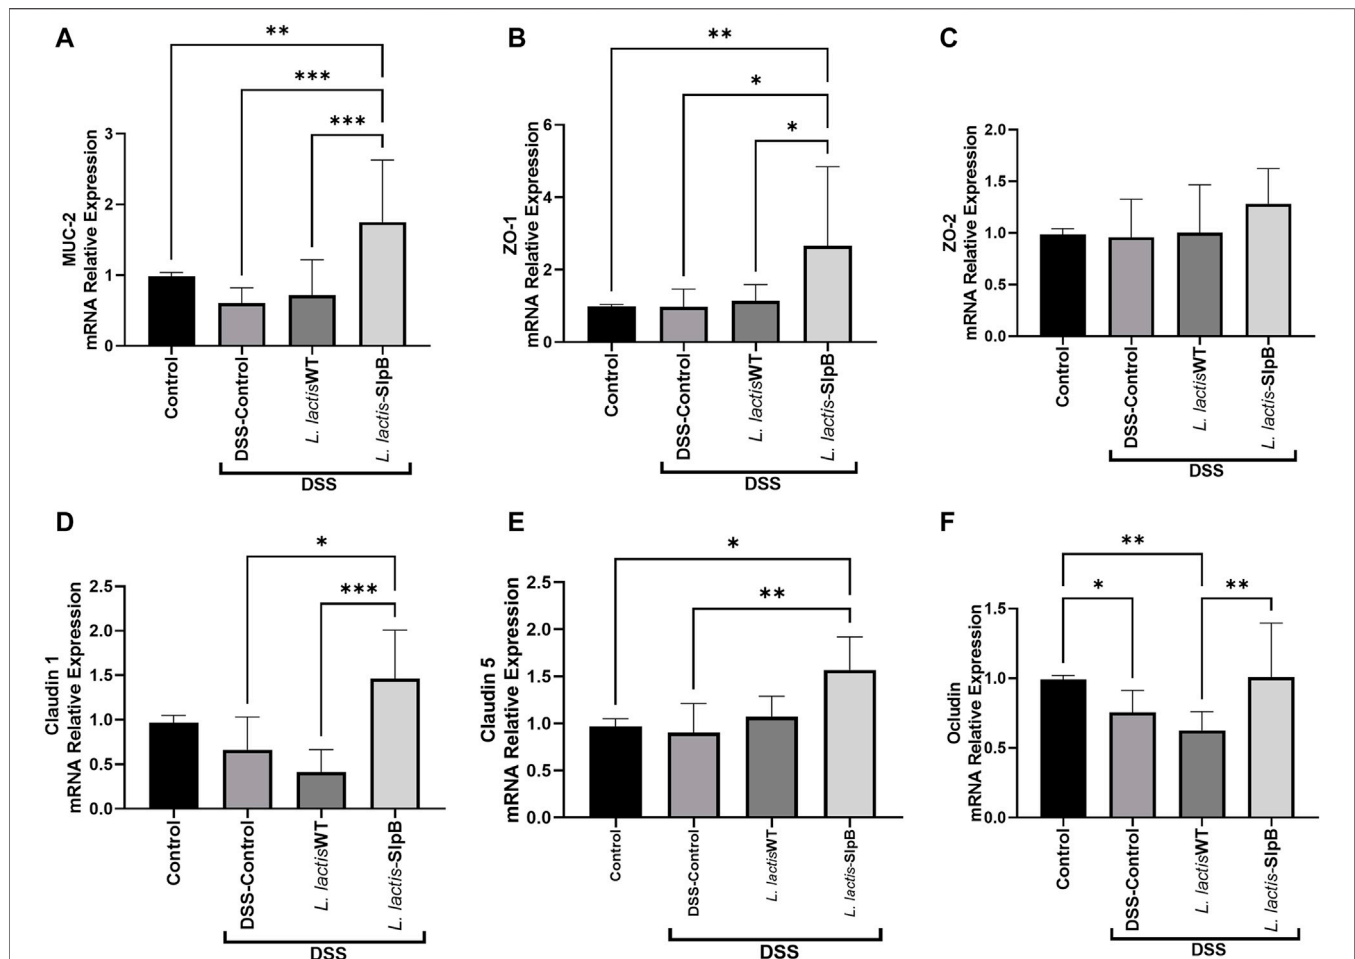 A
**
***
***
MUC-2
mRNA Relative Expression
3
2
1
0
Control
DSS-Control
L. lactisWT
L. lactis-SlpB
DSS
B
**
*
*
ZO-1
mRNA Relative Expression
6
4
2
0
Control
DSS-Control
L. lactisWT
L. lactis-SlpB
DSS
C
ZO-2
mRNA Relative Expression
2.0
1.5
1.0
0.5
0.0
Control
DSS-Control
L. lactisWT
L. lactis-SlpB
DSS
D
*
***
Claudin 1
mRNA Relative Expression
2.5
2.0
1.5
1.0
0.5
0.0
Control
DSS-Control
L. lactisWT
L. lactis-SlpB
DSS
E
*
**
Claudin 5
mRNA Relative Expression
2.5
2.0
1.5
1.0
0.5
0.0
Control
DSS-Control
L. lactisWT
L. lactis-SlpB
DSS
F
**
*
**
Ocludin
mRNA Relative Expression
1.5
1.0
0.5
0.0
Control
DSS-Control
L. lactisWT
L. lactis-SlpB
DSS